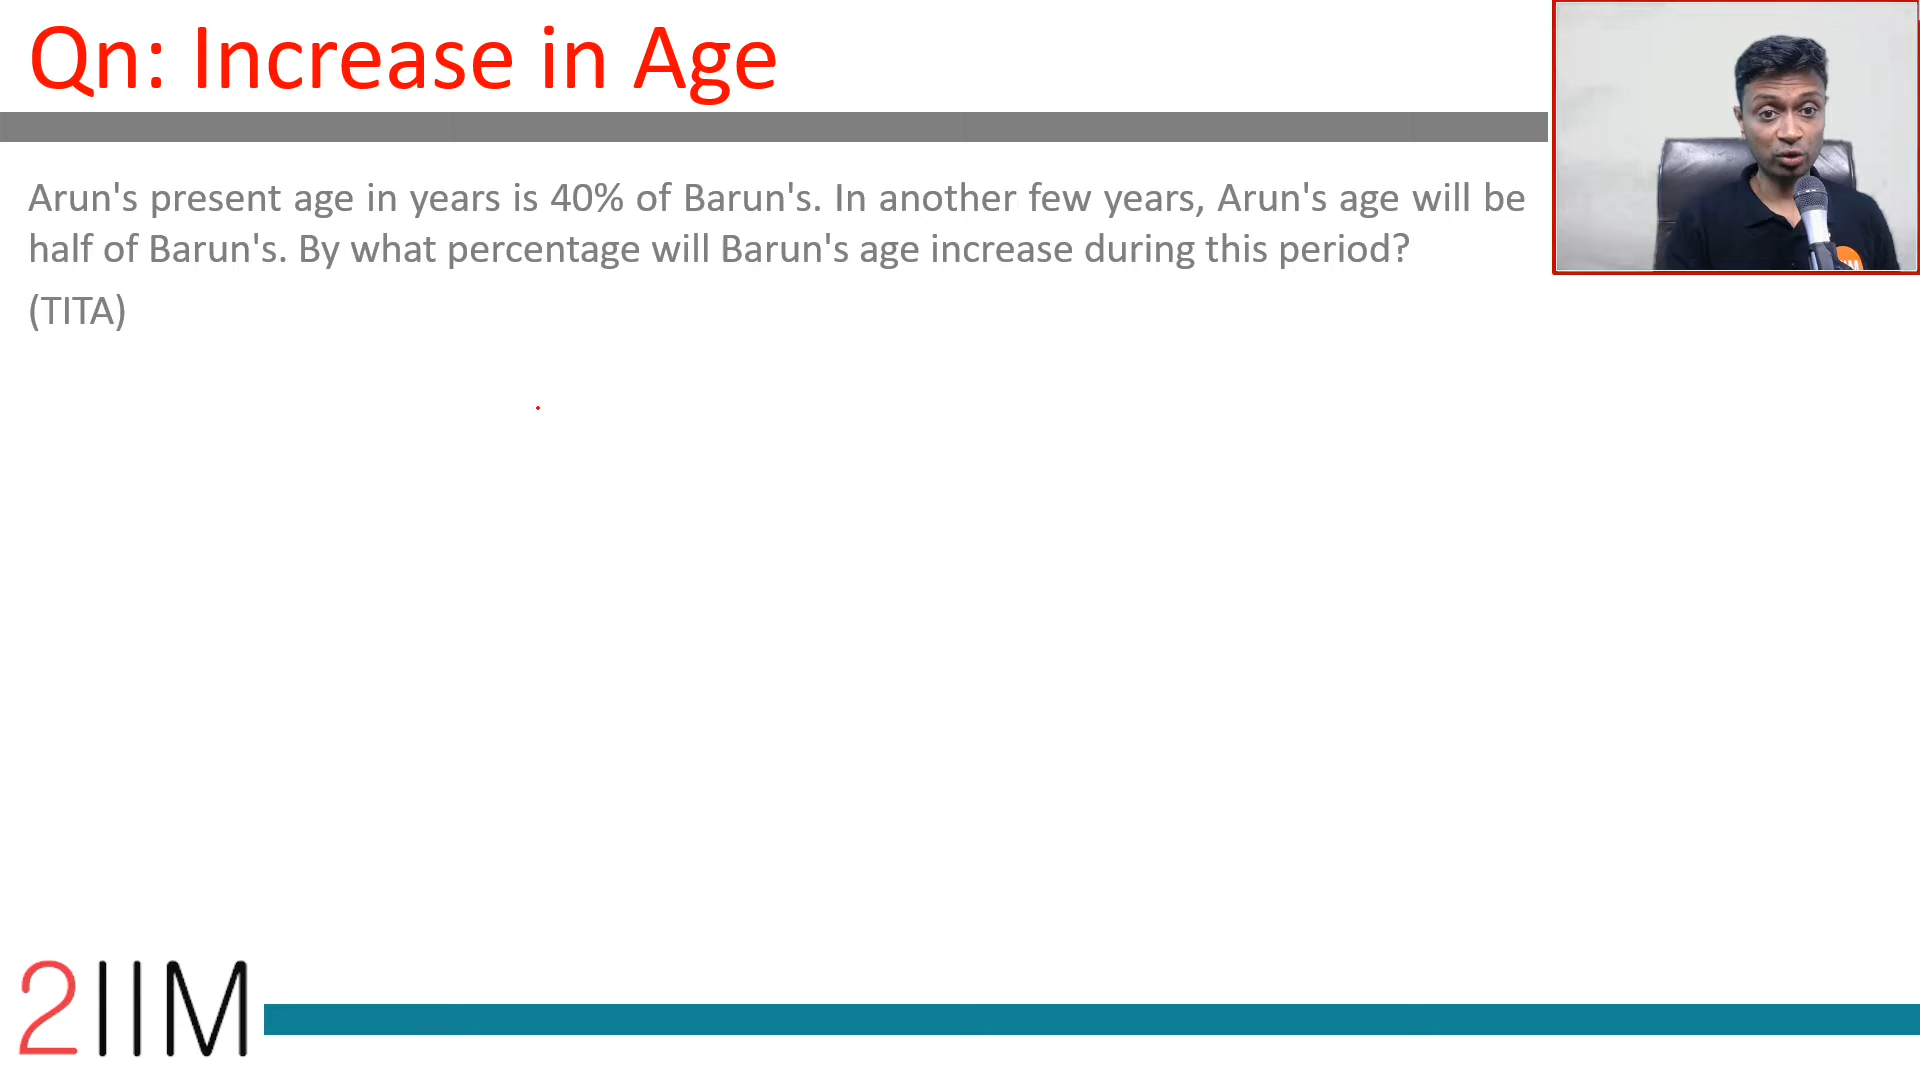 Qn: Increase in Age
Arun's present age in years is 40% of Barun's. In another few years, Arun's age will be
half of Barun's. By what percentage will Barun's age increase during this period?
(TITA)
2IIM